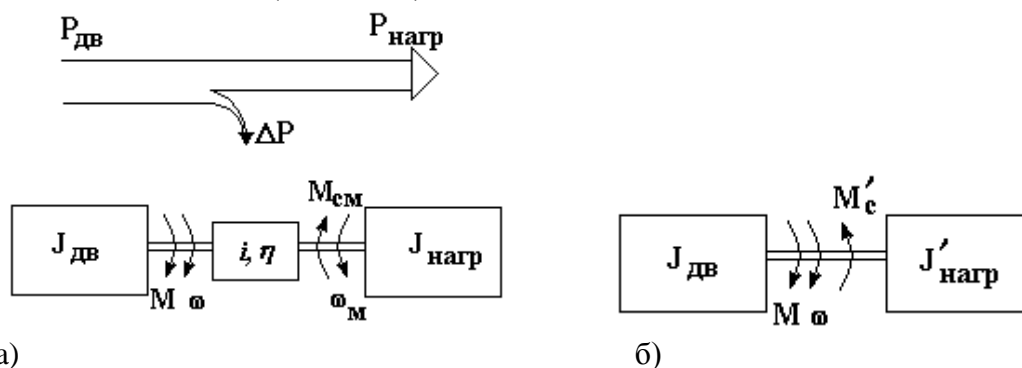 Pдв Pнагр
ΔP
Mсм
Jдв i, η Jнагр
M ω ωм
M′с
Jдв J′нагр
M ω
а) б)